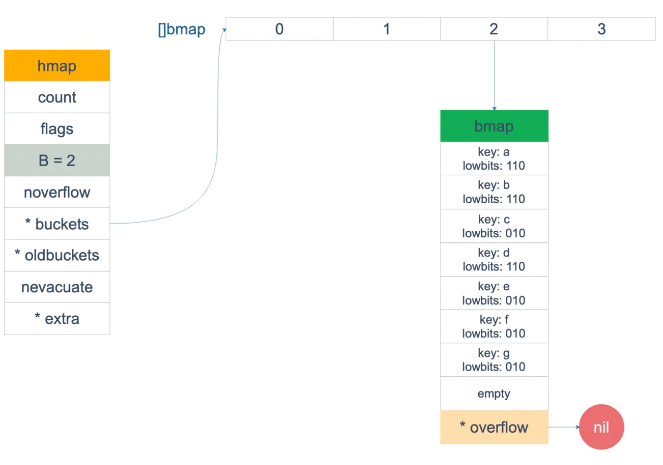 []bmap
0
1
2
3
hmap
count
flags
B = 2
noverflow
* buckets
* oldbuckets
nevacuate
* extra
bmap
key: a
lowbits: 110
key: b
lowbits: 110
key: c
lowbits: 010
key: d
lowbits: 110
key: e
lowbits: 010
key: f
lowbits: 010
key: g
lowbits: 010
empty
* overflow
nil